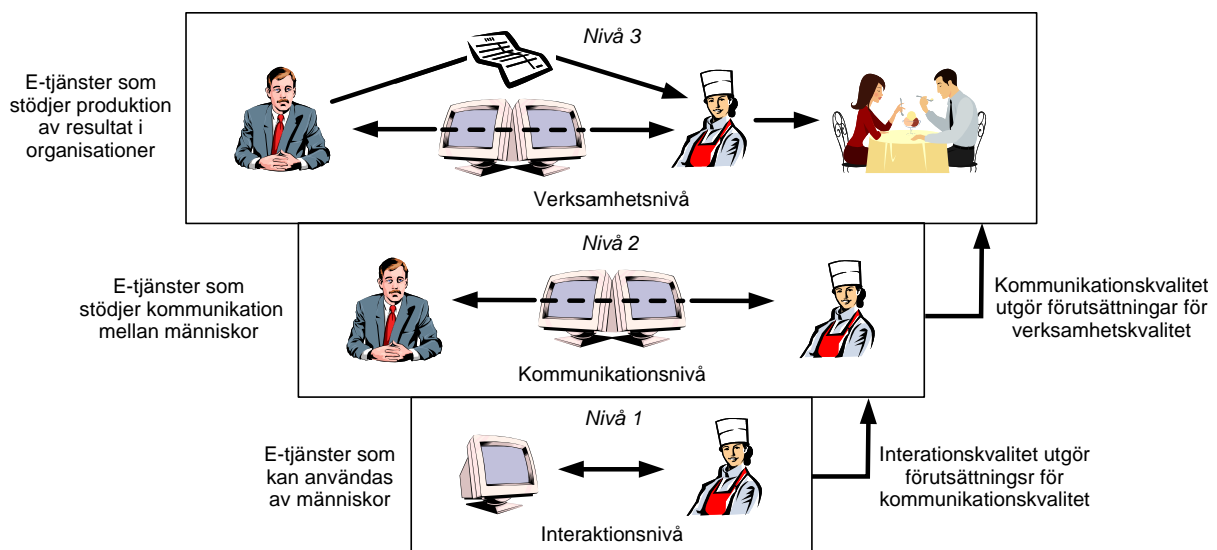 Nivå 3
E-tjänster som
stödjer produktion
av resultat i
organisationer
Verksamhetsnivå
Nivå 2
E-tjänster som
stödjer kommunikation
mellan människor
Kommunikationsnivå
Kommunikationskvalitet
utgör förutsättningar för
verksamhetskvalitet
Nivå 1
E-tjänster som
kan användas
av människor
Interaktionsnivå
Interationskvalitet utgör
förutsättningsr för
kommunikationskvalitet